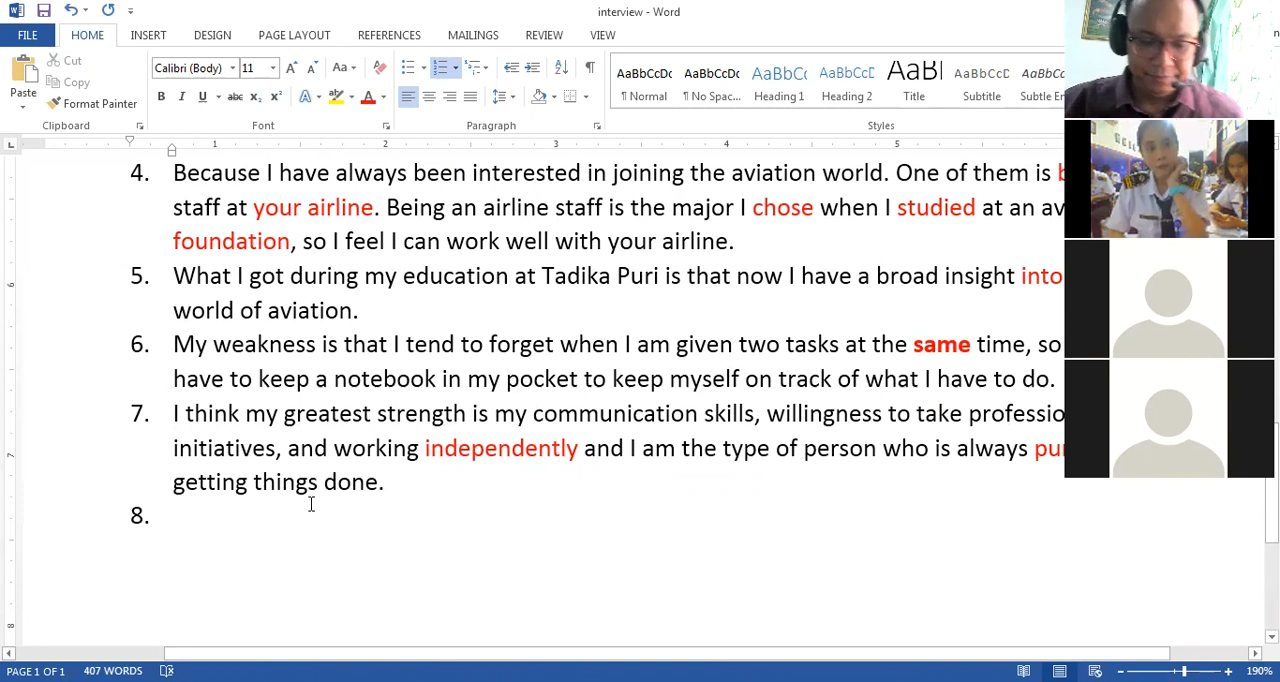 interview - Word
FILE HOME INSERT DESIGN PAGE LAYOUT REFERENCES MAILINGS REVIEW VIEW
Paste
Cut
Copy
Format Painter
Calibri (Body) 11
AaBbCcDc AaBbCcDc AaBbCc AaBbCcD AaBl AaBbCcD AaBbCcDc
¶ Normal ¶ No Spac... Heading 1 Heading 2 Title Subtitle Subtle Em
Clipboard Font Paragraph Styles
1 2 3 4 5
4. Because I have always been interested in joining the aviation world. One of them is
staff at your airline. Being an airline staff is the major I chose when I studied at an
foundation, so I feel I can work well with your airline.
5. What I got during my education at Tadika Puri is that now I have a broad insight into
world of aviation.
6. My weakness is that I tend to forget when I am given two tasks at the same time, so
have to keep a notebook in my pocket to keep myself on track of what I have to do.
7. I think my greatest strength is my communication skills, willingness to take professio
initiatives, and working independently and I am the type of person who is always
getting things done.
8.
PAGE 1 OF 1 407 WORDS 190%